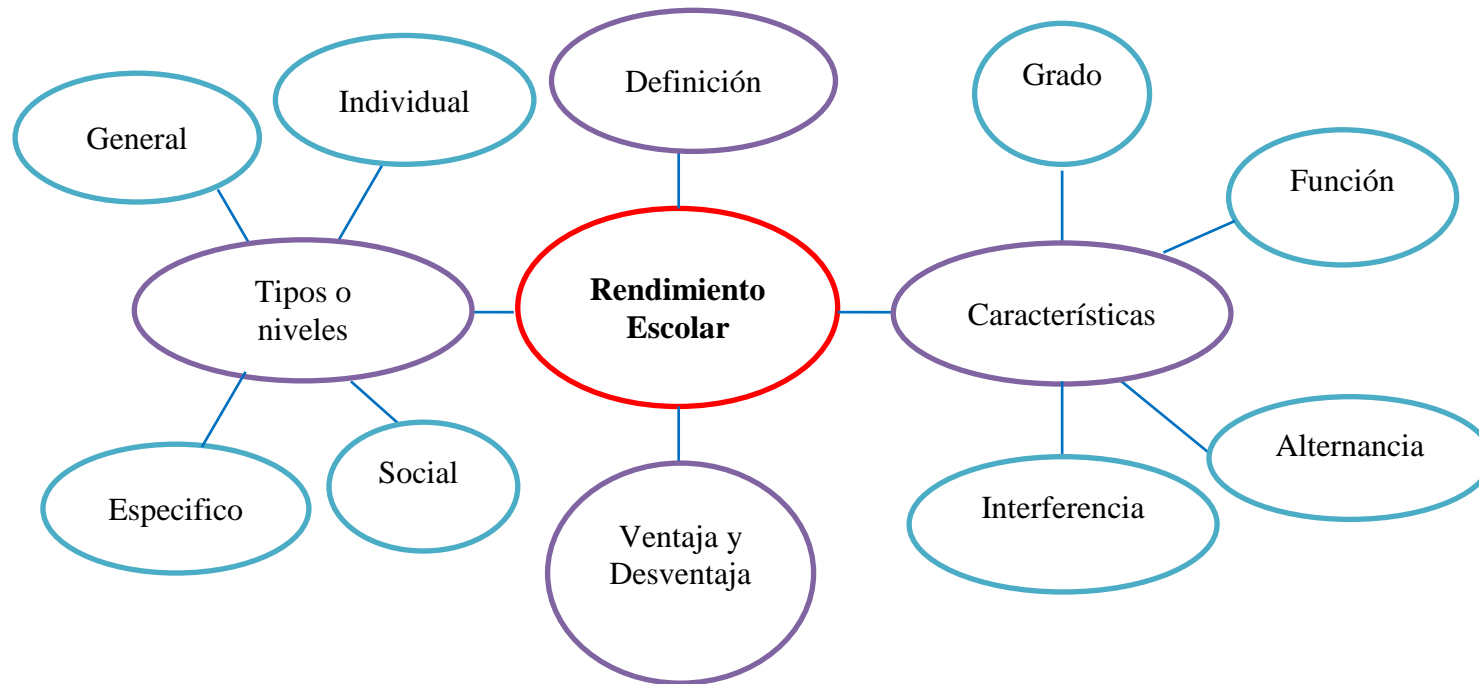 Definición
Grado
Individual
General
Función
Rendimiento
Escolar
Tipos o
niveles
Características
Alternancia
Social
Interferencia
Especifico
Ventaja y
Desventaja